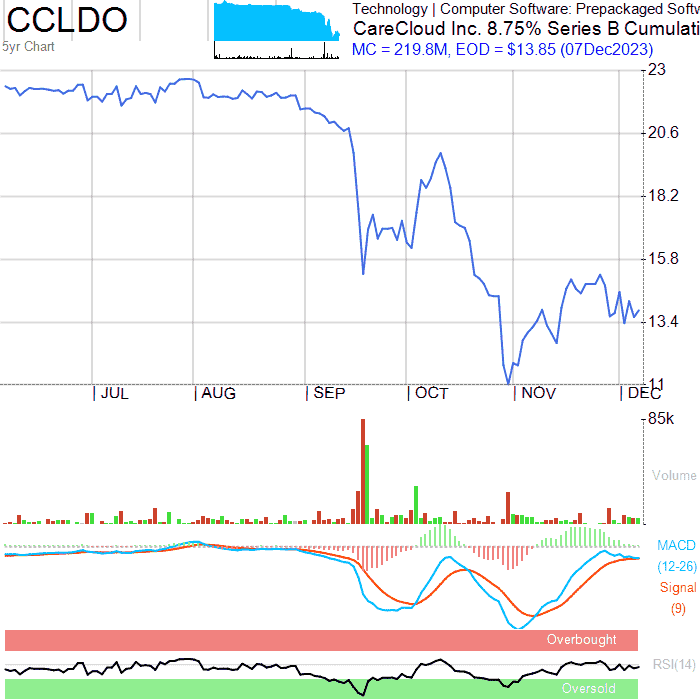 CCLDO
5yr Chart
Technology | Computer Software: Prepackaged Softw
CareCloud Inc. 8.75% Series B Cumulati
MC = 219.8M, EOD = $13.85 (07Dec2023)
23
20.6
18.2
15.8
13.4
11
JUL AUG SEP OCT NOV DEC
85k
Volume
MACD
(12-26)
Signal
(9)
Overbought
RSI(14)
Oversold